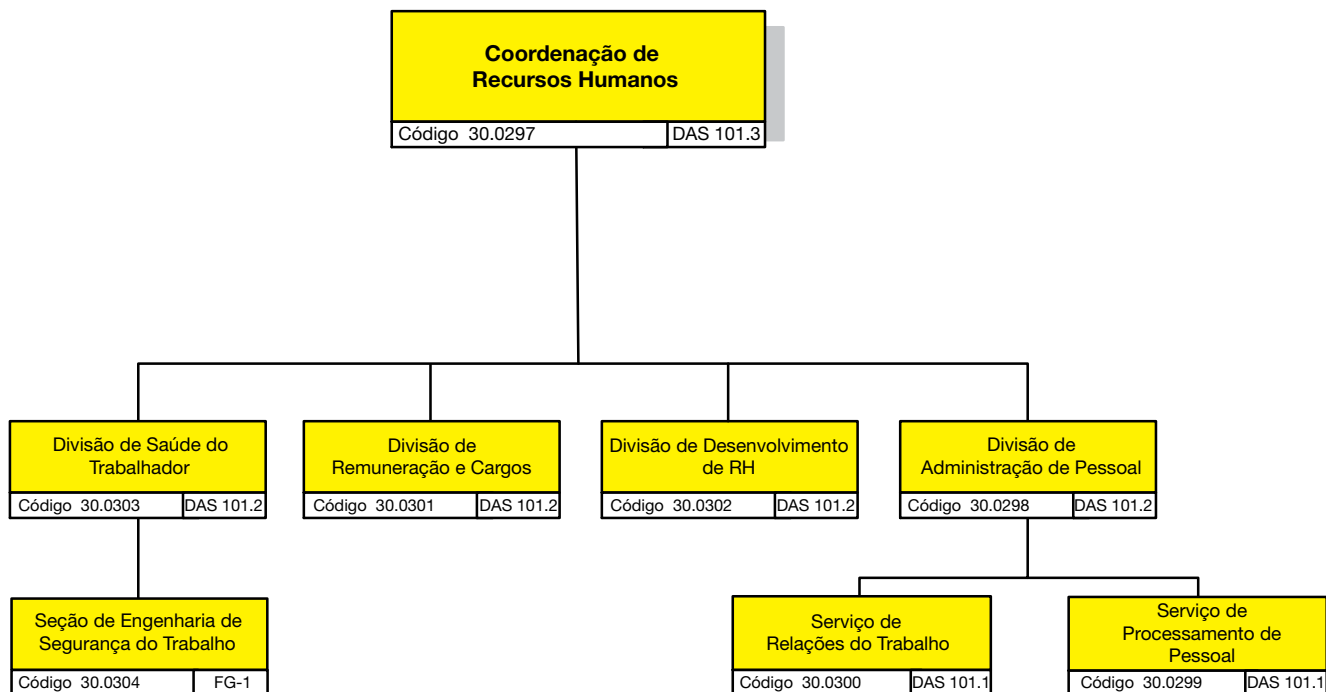 Coordenação de
Recursos Humanos
Código 30.0297 DAS 101.3
Divisão de Saúde do
Trabalhador
Código 30.0303 DAS 101.2
Divisão de
Remuneração e Cargos
Código 30.0301 DAS 101.2
Divisão de Desenvolvimento
de RH
Código 30.0302 DAS 101.2
Divisão de
Administração de Pessoal
Código 30.0298 DAS 101.2
Seção de Engenharia de
Segurança do Trabalho
Código 30.0304 FG-1
Serviço de
Relações do Trabalho
Código 30.0300 DAS 101.1
Serviço de
Processamento de
Pessoal
Código 30.0299 DAS 101.1